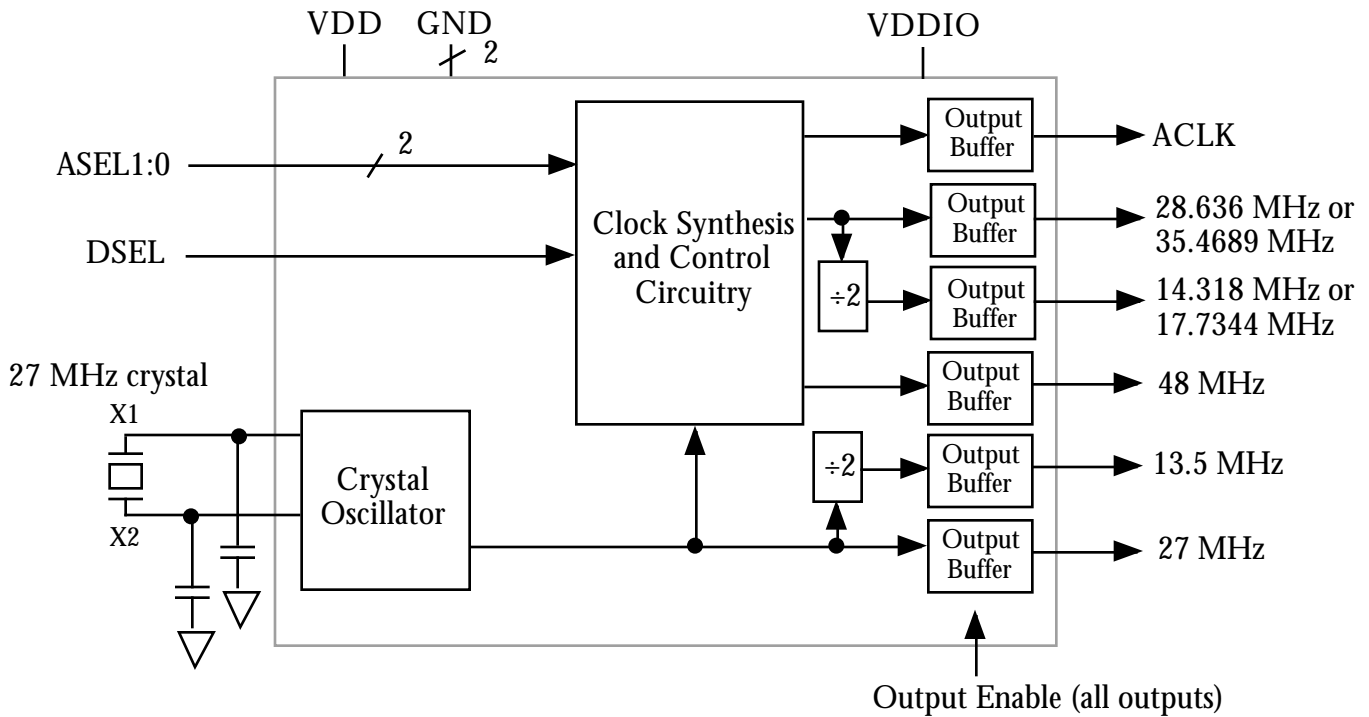 VDD
GND
2
VDDIO
ASEL1:0
2
DSEL
Clock Synthesis
and Control
Circuitry
Output
Buffer
ACLK
Output
Buffer
28.636 MHz or
35.4689 MHz
÷2
Output
Buffer
14.318 MHz or
17.7344 MHz
Output
Buffer
48 MHz
27 MHz crystal
X1
X2
Crystal
Oscillator
÷2
Output
Buffer
13.5 MHz
Output
Buffer
27 MHz
Output Enable (all outputs)